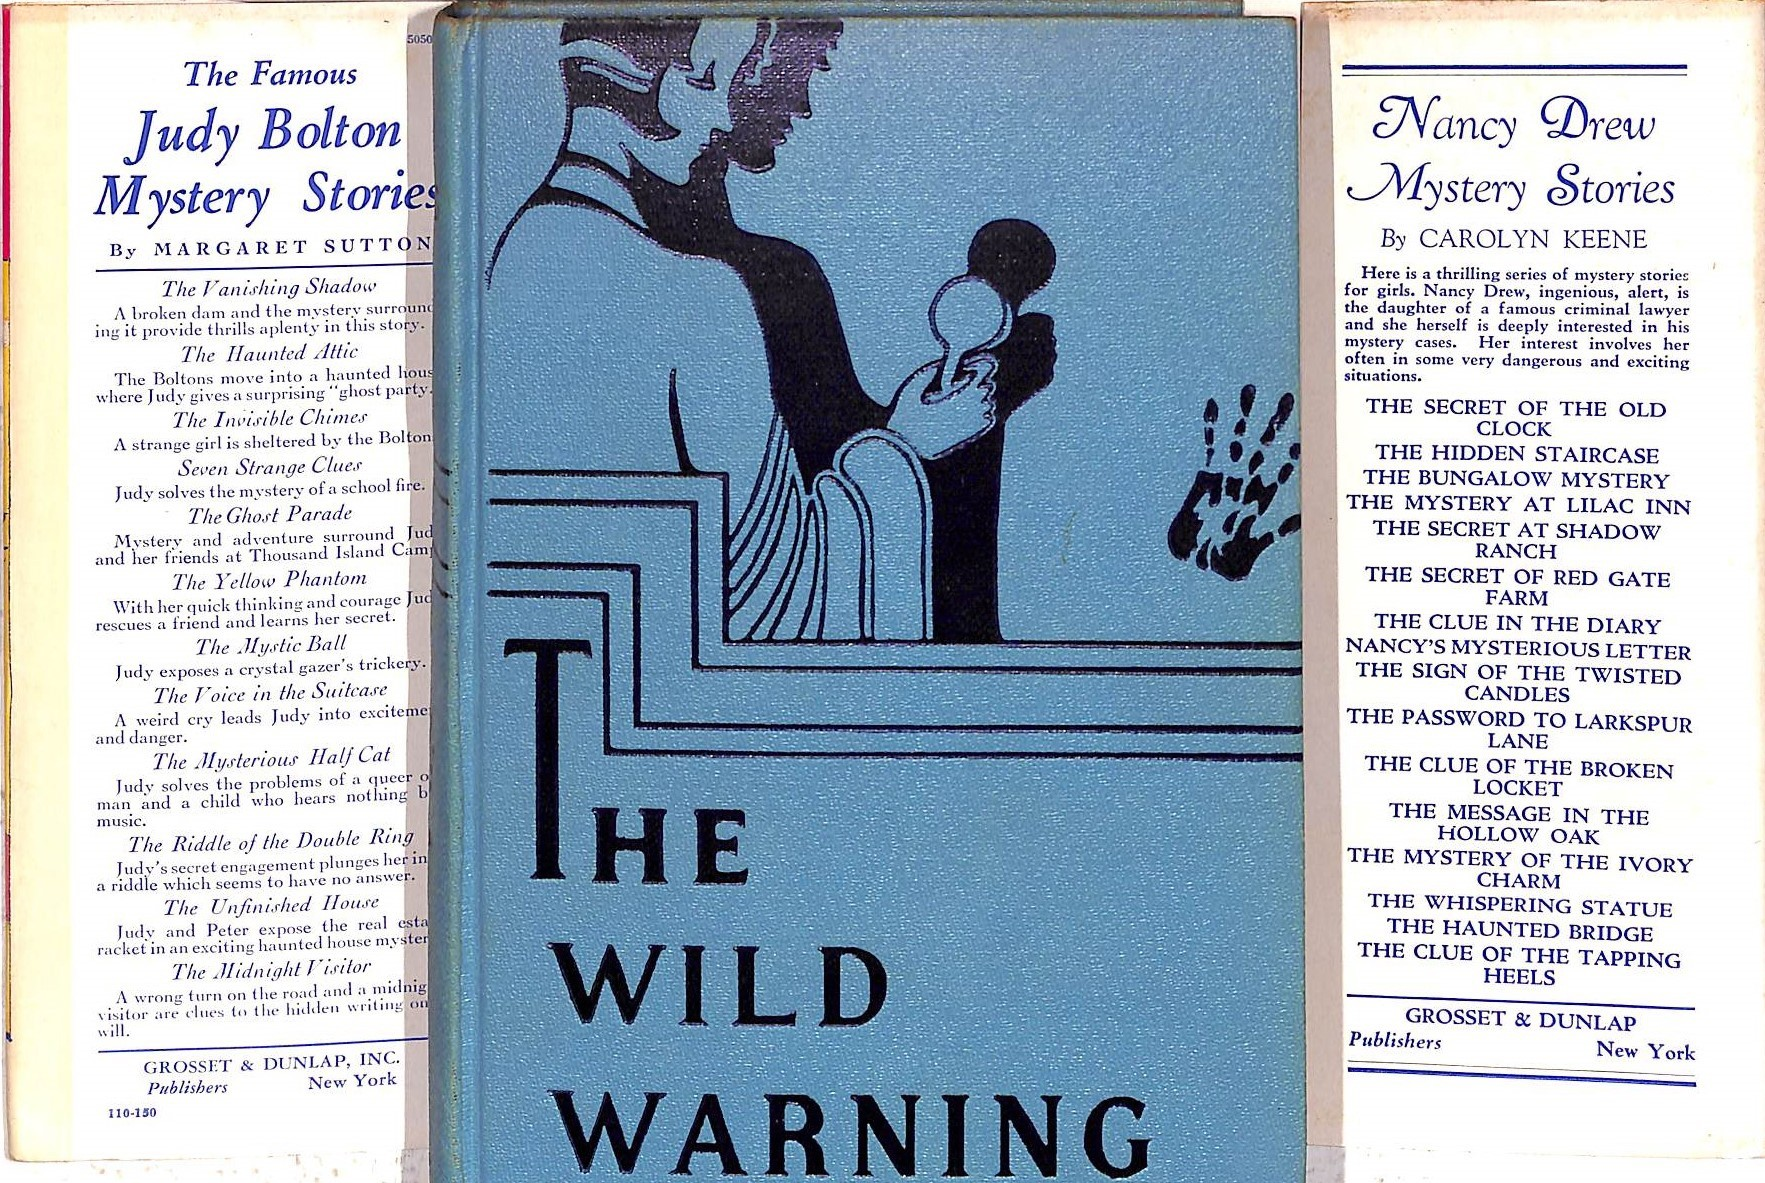 5050
The Famous
Judy Bolton
Mystery Stories
By MARGARET SUTTON
The Vanishing Shadow
A broken dam and the mystery surround
ing it provide thrills aplenty in this story.
The Haunted Attic
The Boltons move into a haunted hous
where Judy gives a surprising "ghost party.
The Invisible Chimes
A strange girl is sheltered by the Bolton
Seven Strange Clues
Judy solves the mystery of a school fire.
The Ghost Parade
Mystery and adventure surround Jud
and her friends at Thousand Island Camp
The Yellow Phantom
With her quick thinking and courage Jud
rescues a friend and learns her secret.
The Mystic Ball
Judy exposes a crystal gazer's trickery.
The Voice in the Suitcase
A weird cry leads Judy into exciteme
and danger.
The Mysterious Half Cat
Judy solves the problems of a queer o
man and a child who hears nothing b
music.
The Riddle of the Double Ring
Judy's secret engagement plunges her in
a riddle which seems to have no answer.
The Unfinished House
Judy and Peter expose the real esta
racket in an exciting haunted house myster
The Midnight Visitor
A wrong turn on the road and a midnig
visitor are clues to the hidden writing on
will.
GROSSET & DUNLAP, INC.
Publishers New York
110-150
THE
WILD
WARNING
Nancy Drew
Mystery Stories
By CAROLYN KEENE
Here is a thrilling series of mystery stories
for girls. Nancy Drew, ingenious, alert, is
the daughter of a famous criminal lawyer
and she herself is deeply interested in his
mystery cases. Her interest involves her
often in some very dangerous and exciting
situations.
THE SECRET OF THE OLD
CLOCK
THE HIDDEN STAIRCASE
THE BUNGALOW MYSTERY
THE MYSTERY AT LILAC INN
THE SECRET AT SHADOW
RANCH
THE SECRET OF RED GATE
FARM
THE CLUE IN THE DIARY
NANCY'S MYSTERIOUS LETTER
THE SIGN OF THE TWISTED
CANDLES
THE PASSWORD TO LARKSPUR
LANE
THE CLUE OF THE BROKEN
LOCKET
THE MESSAGE IN THE
HOLLOW OAK
THE MYSTERY OF THE IVORY
CHARM
THE WHISPERING STATUE
THE HAUNTED BRIDGE
THE CLUE OF THE TAPPING
HEELS
GROSSET & DUNLAP
Publishers New York